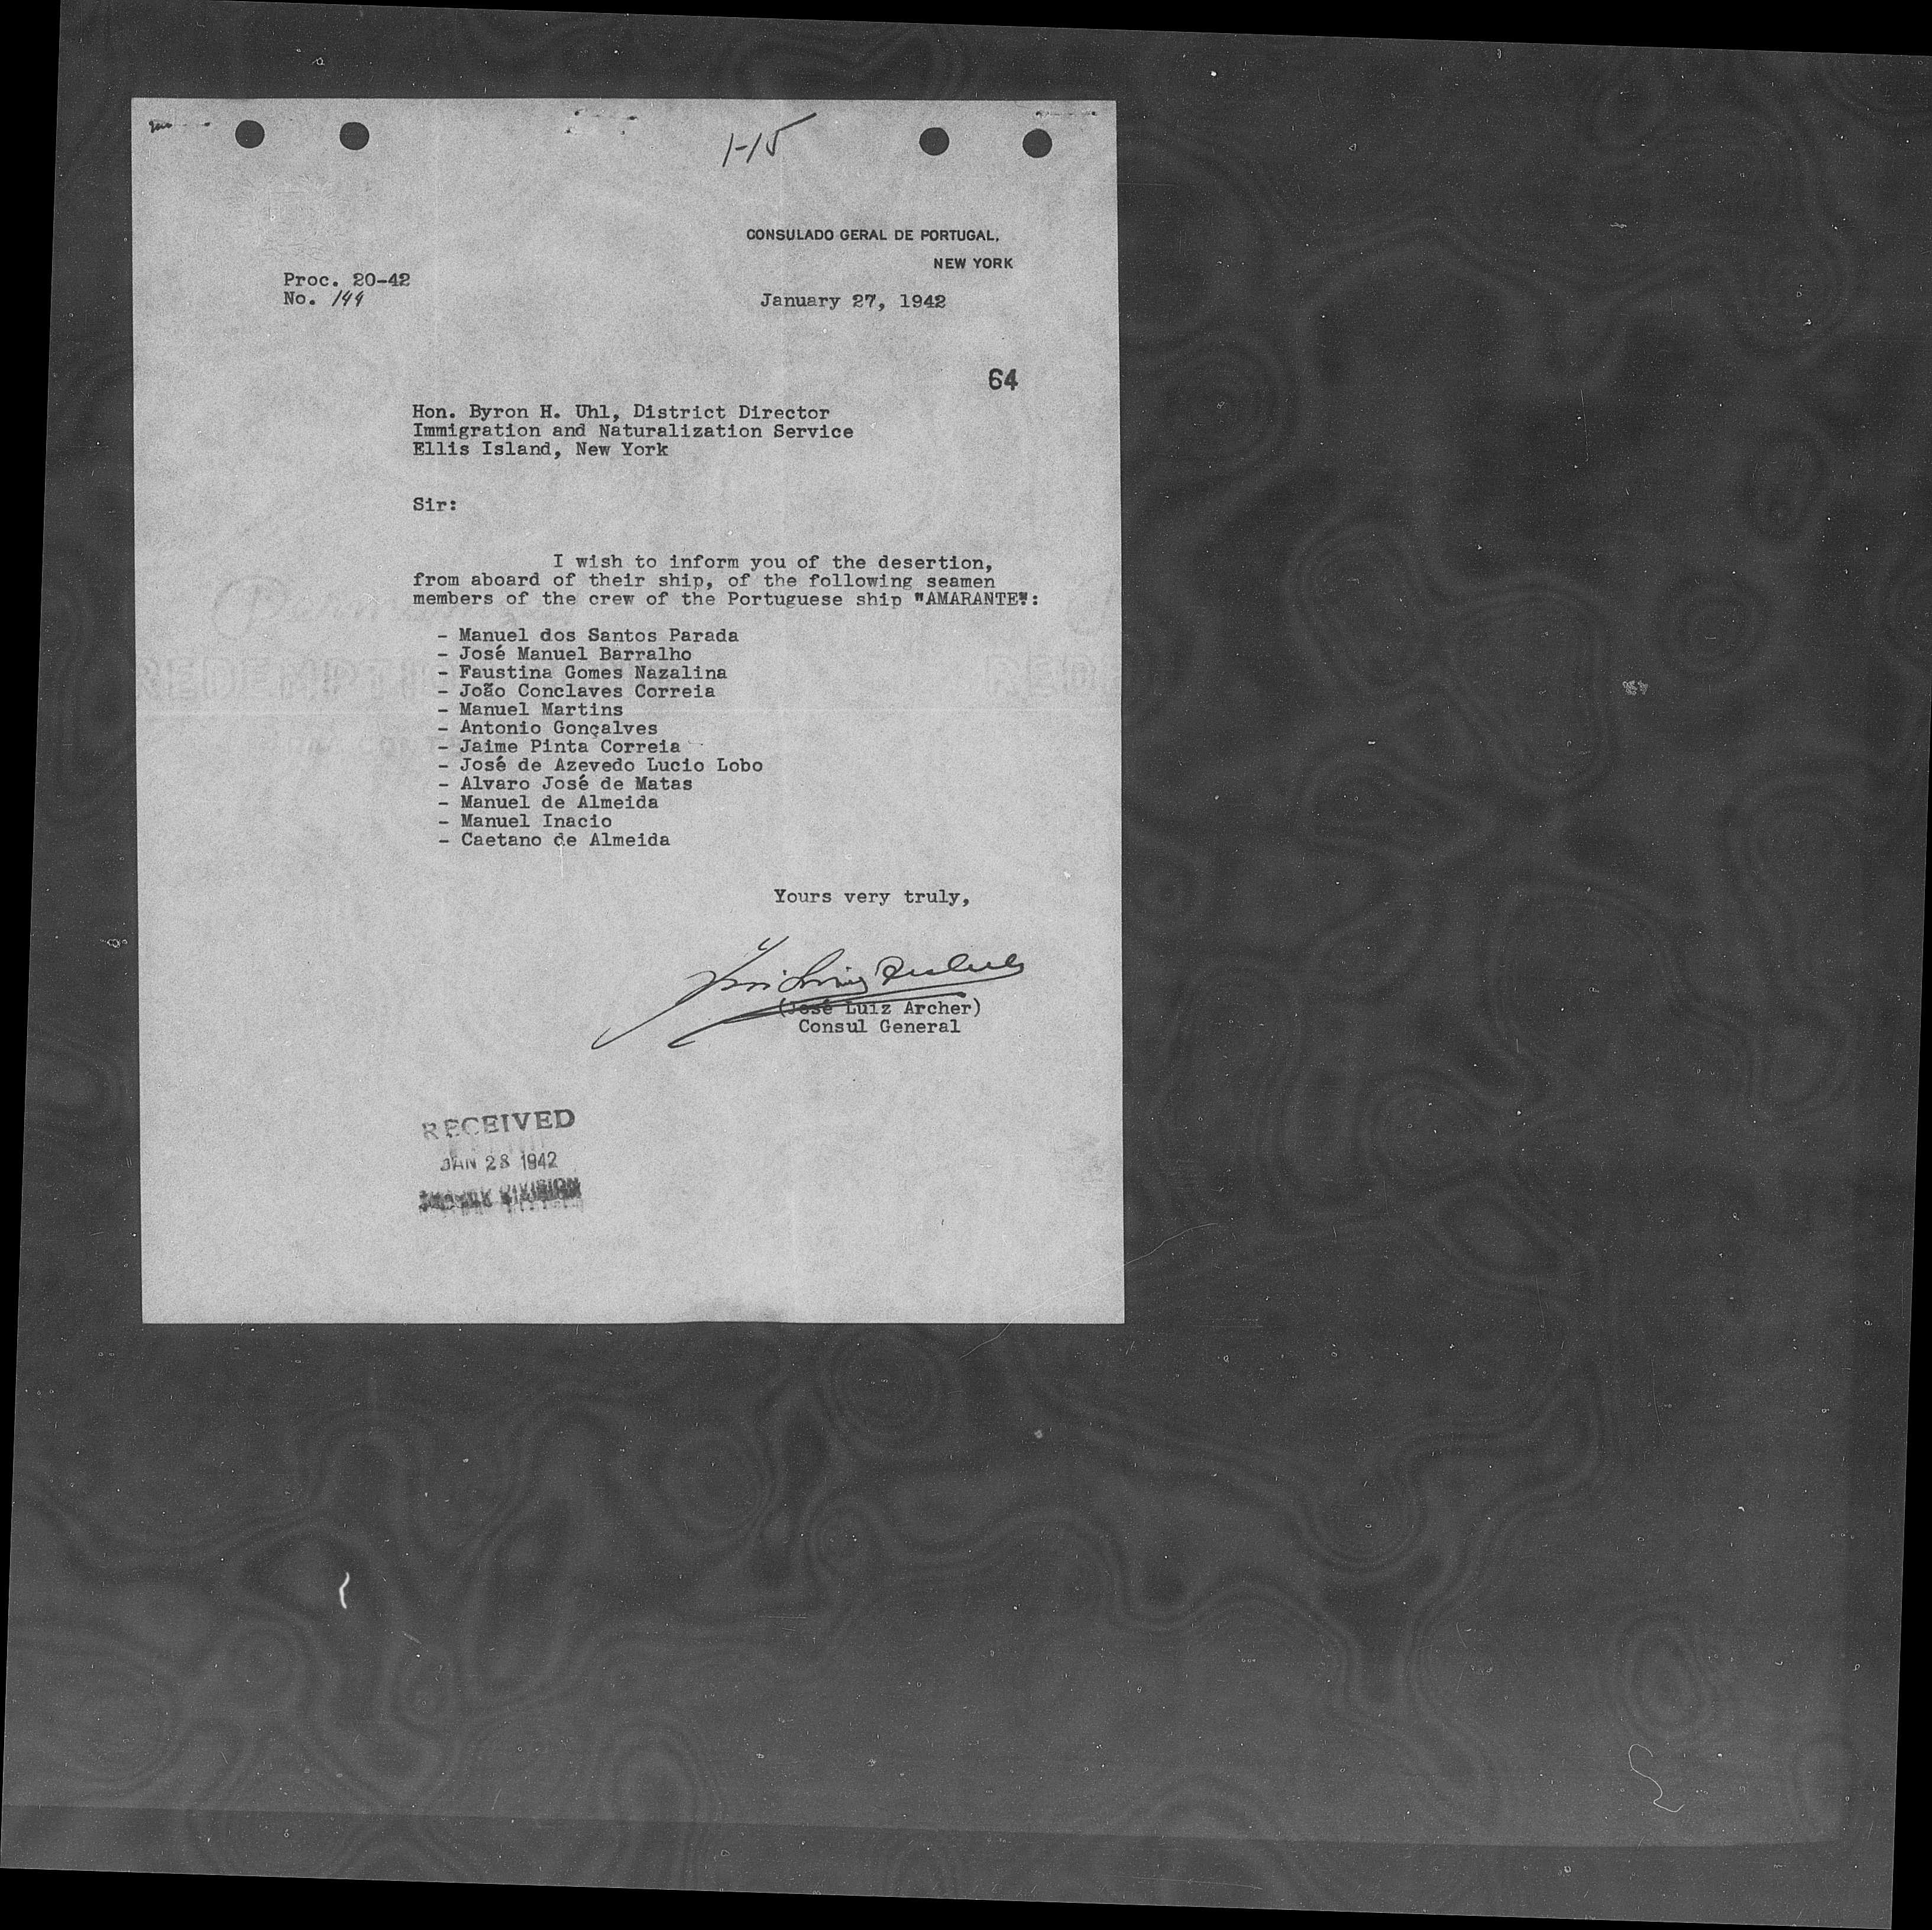 1-15
CONSULADO GERAL DE PORTUGAL,
NEW YORK
Proc. 20-42
No. 144
January 27, 1942
64
Hon. Byron H. Uhl, District Director
Immigration and Naturalization Service
Ellis Island, New York
Sir:
I wish to inform you of the desertion,
from aboard of their ship, of the following seamen
members of the crew of the Portuguese ship "AMARANTE":
- Manuel dos Santos Parada
- José Manuel Barralho
- Faustina Gomes Nazalina
- João Conclaves Correia
- Manuel Martins
- Antonio Gonçalves
- Jaime Pinta Correia
- José de Azevedo Lucio Lobo
- Alvaro José de Matas
- Manuel de Almeida
- Manuel Inacio
- Caetano de Almeida
Yours very truly,
(José Luiz Archer)
Consul General
RECEIVED
JAN 28 1942
DIVISION